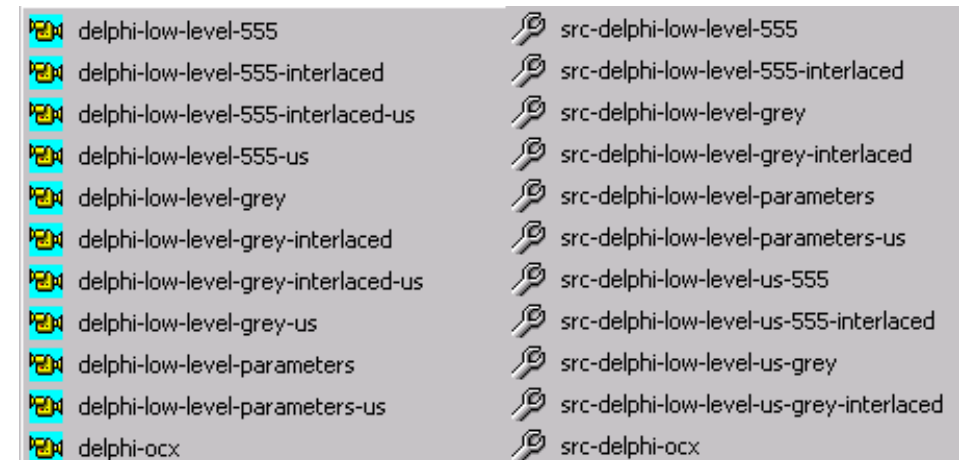 delphi-low-level-555
delphi-low-level-555-interlaced
delphi-low-level-555-interlaced-us
delphi-low-level-555-us
delphi-low-level-grey
delphi-low-level-grey-interlaced
delphi-low-level-grey-interlaced-us
delphi-low-level-grey-us
delphi-low-level-parameters
delphi-low-level-parameters-us
delphi-ocx
src-delphi-low-level-555
src-delphi-low-level-555-interlaced
src-delphi-low-level-grey
src-delphi-low-level-grey-interlaced
src-delphi-low-level-parameters
src-delphi-low-level-parameters-us
src-delphi-low-level-us-555
src-delphi-low-level-us-555-interlaced
src-delphi-low-level-us-grey
src-delphi-low-level-us-grey-interlaced
src-delphi-ocx